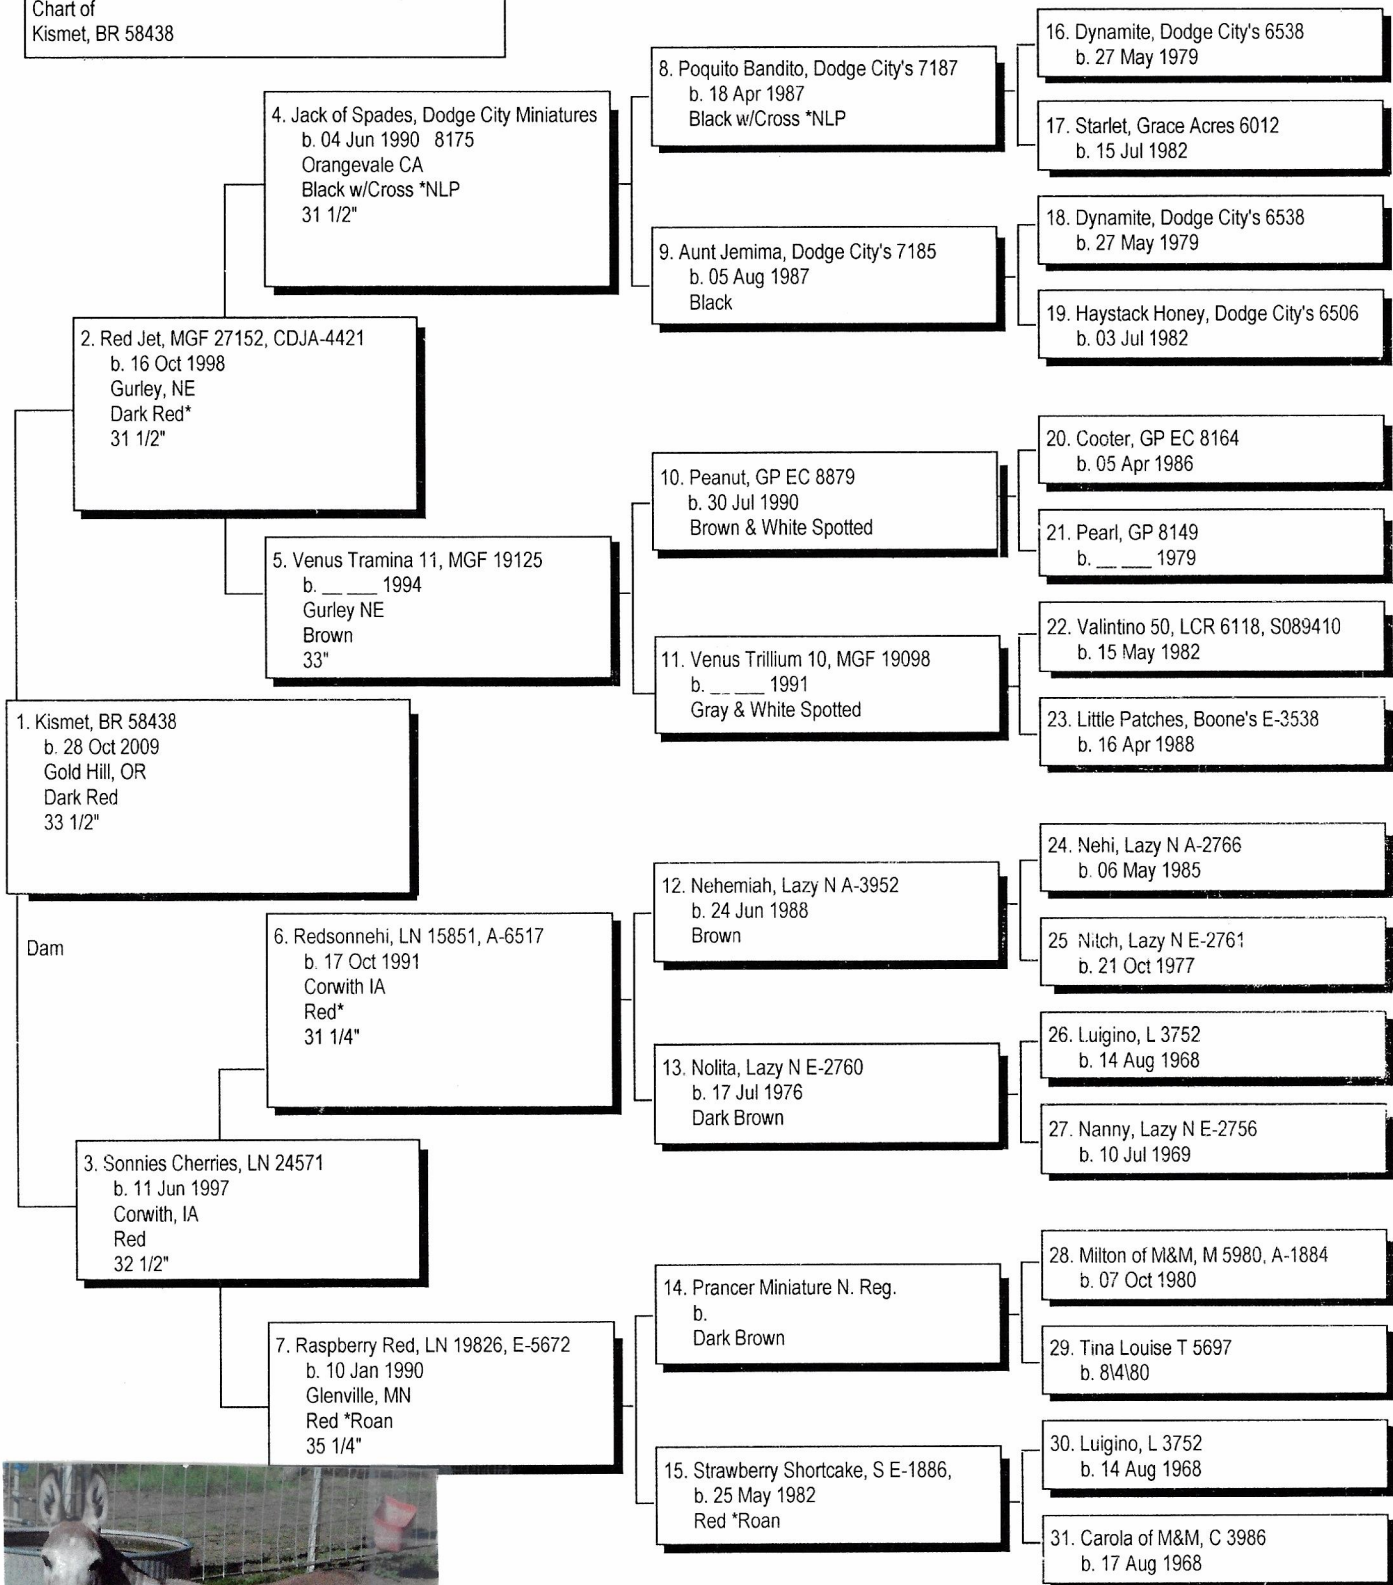 Chart of
Kismet, BR 58438
16. Dynamite, Dodge City's 6538
b. 27 May 1979
8. Poquito Bandito, Dodge City's 7187
b. 18 Apr 1987
Black w/Cross *NLP
17. Starlet, Grace Acres 6012
b. 15 Jul 1982
4. Jack of Spades, Dodge City Miniatures
b. 04 Jun 1990 8175
Orangevale CA
Black w/Cross *NLP
31 1/2"
18. Dynamite, Dodge City's 6538
b. 27 May 1979
9. Aunt Jemima, Dodge City's 7185
b. 05 Aug 1987
Black
19. Haystack Honey, Dodge City's 6506
b. 03 Jul 1982
2. Red Jet, MGF 27152, CDJA-4421
b. 16 Oct 1998
Gurley, NE
Dark Red*
31 1/2"
20. Cooter, GP EC 8164
b. 05 Apr 1986
10. Peanut, GP EC 8879
b. 30 Jul 1990
Brown & White Spotted
21. Pearl, GP 8149
b. __ ___ 1979
5. Venus Tramina 11, MGF 19125
b. __ ___ 1994
Gurley NE
Brown
33"
22. Valintino 50, LCR 6118, S089410
b. 15 May 1982
11. Venus Trillium 10, MGF 19098
b. __ ___ 1991
Gray & White Spotted
23. Little Patches, Boone's E-3538
b. 16 Apr 1988
1. Kismet, BR 58438
b. 28 Oct 2009
Gold Hill, OR
Dark Red
33 1/2"
24. Nehi, Lazy N A-2766
b. 06 May 1985
12. Nehemiah, Lazy N A-3952
b. 24 Jun 1988
Brown
25 Nitch, Lazy N E-2761
b. 21 Oct 1977
Dam
6. Redsonnehi, LN 15851, A-6517
b. 17 Oct 1991
Corwith IA
Red*
31 1/4"
26. Luigino, L 3752
b. 14 Aug 1968
13. Nolita, Lazy N E-2760
b. 17 Jul 1976
Dark Brown
27. Nanny, Lazy N E-2756
b. 10 Jul 1969
3. Sonnies Cherries, LN 24571
b. 11 Jun 1997
Corwith, IA
Red
32 1/2"
28. Milton of M&M, M 5980, A-1884
b. 07 Oct 1980
14. Prancer Miniature N. Reg.
b.
Dark Brown
29. Tina Louise T 5697
b. 8\4\80
7. Raspberry Red, LN 19826, E-5672
b. 10 Jan 1990
Glenville, MN
Red *Roan
35 1/4"
30. Luigino, L 3752
b. 14 Aug 1968
15. Strawberry Shortcake, S E-1886,
b. 25 May 1982
Red *Roan
31. Carola of M&M, C 3986
b. 17 Aug 1968